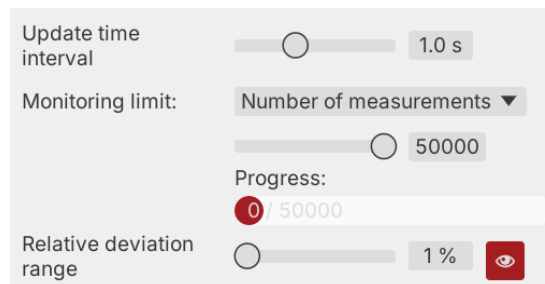 Update time
interval
1.0 s
Monitoring limit:
Number of measurements
50000
Progress:
0 / 50000
Relative deviation
range
1 %